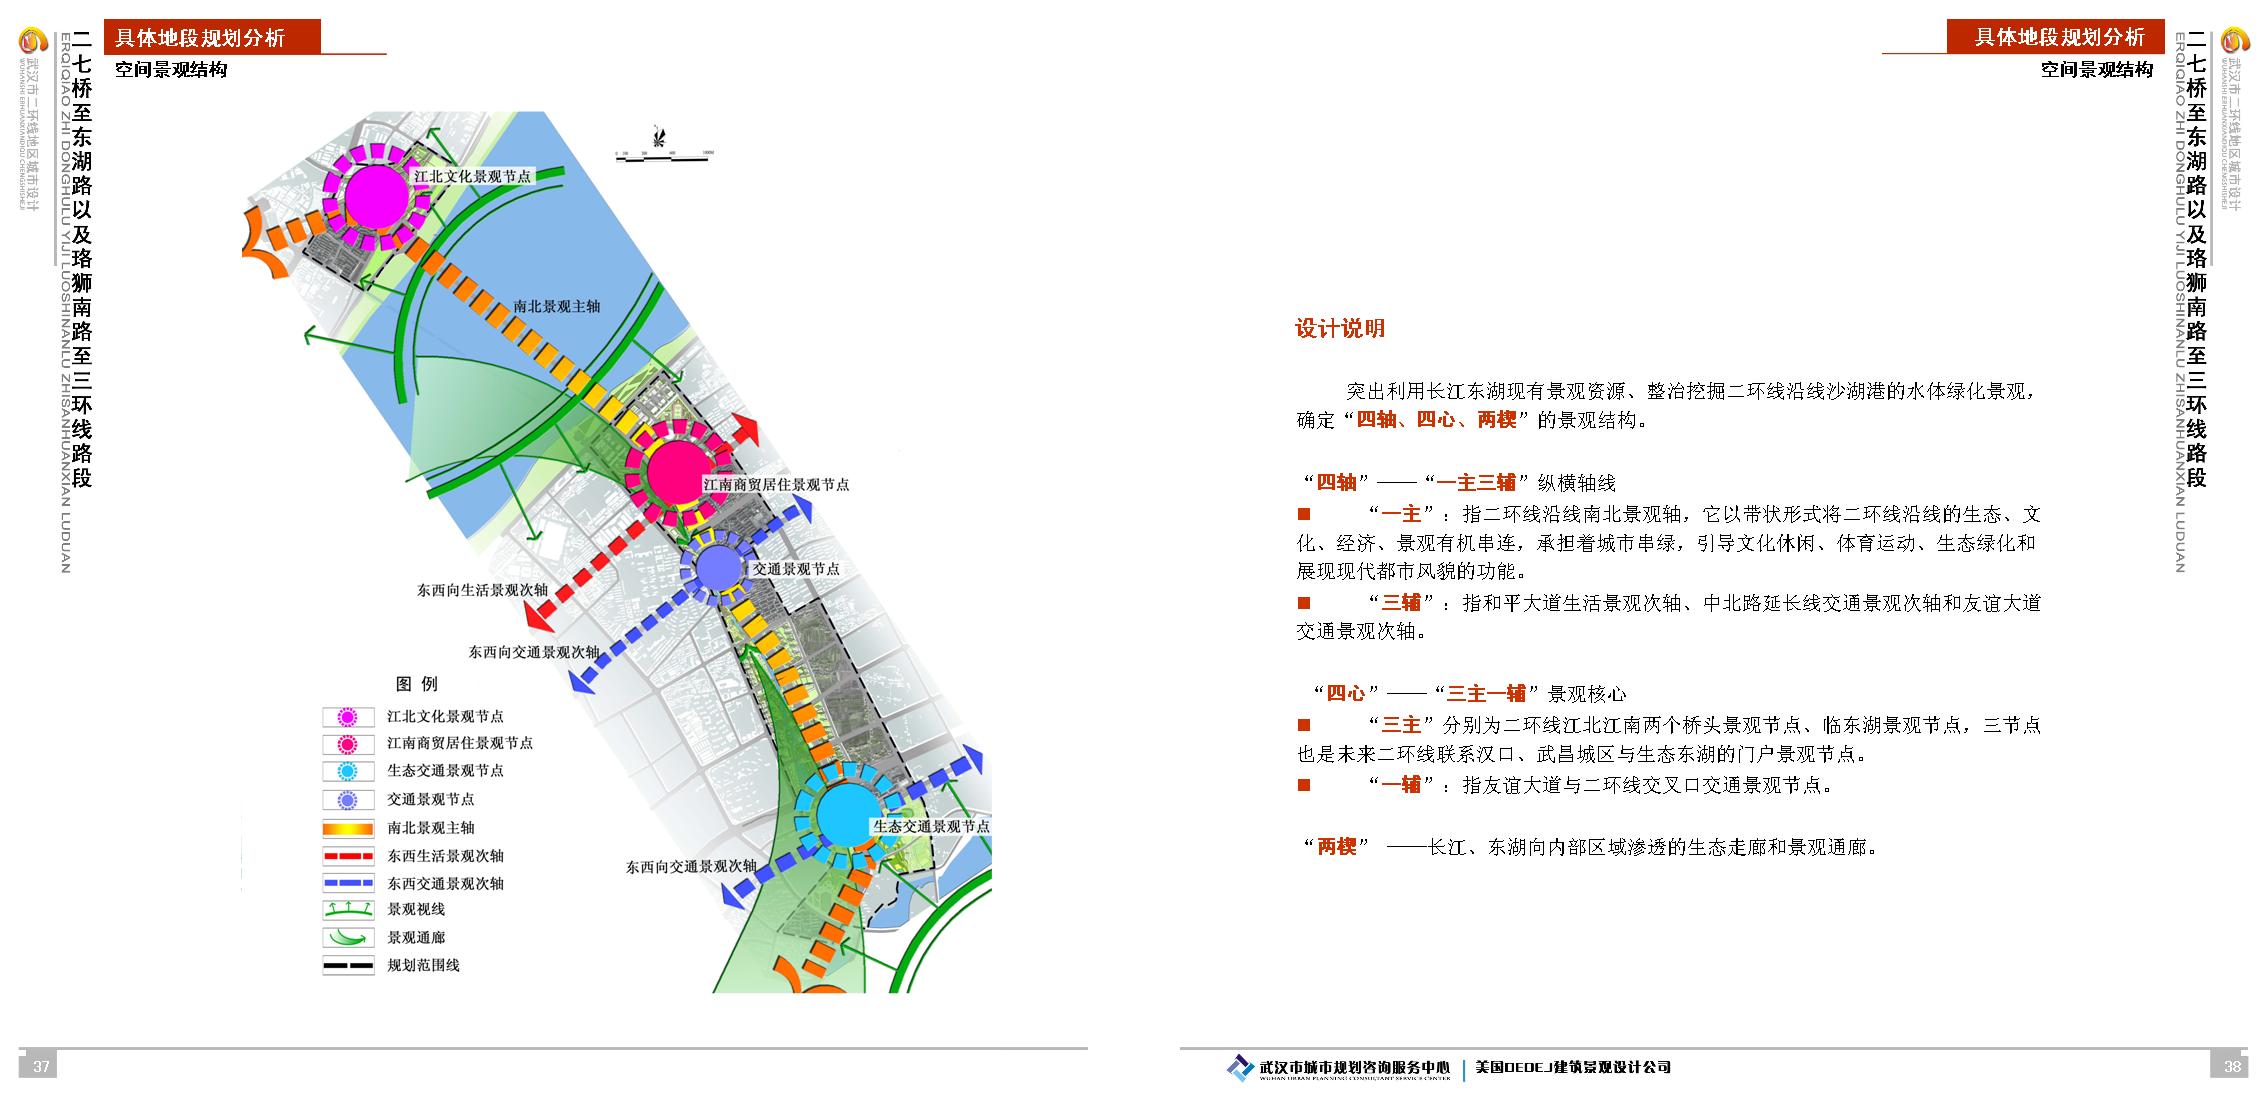 具体地段规划分析
空间景观结构
武汉市二环线地区城市设计
WUHANSHI ERHUANXIANDIQU CHENGSHISHEJI
二七桥至东湖路以及珞狮南路至三环线路段
ERQIQIAO ZHI DONGHULU YIJI LUOSHINANLU ZHISANHUANXIAN LUDUAN
江北文化景观节点
南北景观主轴
江南商贸居住景观节点
交通景观节点
东西向生活景观次轴
东西向交通景观次轴
生态交通景观节点
东西向交通景观次轴
图 例
江北文化景观节点
江南商贸居住景观节点
生态交通景观节点
交通景观节点
南北景观主轴
东西生活景观次轴
东西交通景观次轴
景观视线
景观通廊
规划范围线
37
具体地段规划分析
空间景观结构
设计说明
突出利用长江东湖现有景观资源、整治挖掘二环线沿线沙湖港的水体绿化景观，
确定“四轴、四心、两楔”的景观结构。
“四轴”——“一主三辅”纵横轴线
■ “一主”：指二环线沿线南北景观轴，它以带状形式将二环线沿线的生态、文
化、经济、景观有机串连，承担着城市串绿，引导文化休闲、体育运动、生态绿化和
展现现代都市风貌的功能。
■ “三辅”：指和平大道生活景观次轴、中北路延长线交通景观次轴和友谊大道
交通景观次轴。
“四心”——“三主一辅”景观核心
■ “三主”分别为二环线江北江南两个桥头景观节点、临东湖景观节点，三节点
也是未来二环线联系汉口、武昌城区与生态东湖的门户景观节点。
■ “一辅”：指友谊大道与二环线交叉口交通景观节点。
“两楔” ——长江、东湖向内部区域渗透的生态走廊和景观通廊。
二七桥至东湖路以及珞狮南路至三环线路段
ERQIQIAO ZHI DONGHULU YIJI LUOSHINANLU ZHISANHUANXIAN LUDUAN
武汉市二环线地区城市设计
WUHANSHI ERHUANXIANDIQU CHENGSHISHEJI
武汉市城市规划咨询服务中心
WUHAN URBAN PLANNING CONSULTANT SERVICE CENTER
美国DEDEJ建筑景观设计公司
38